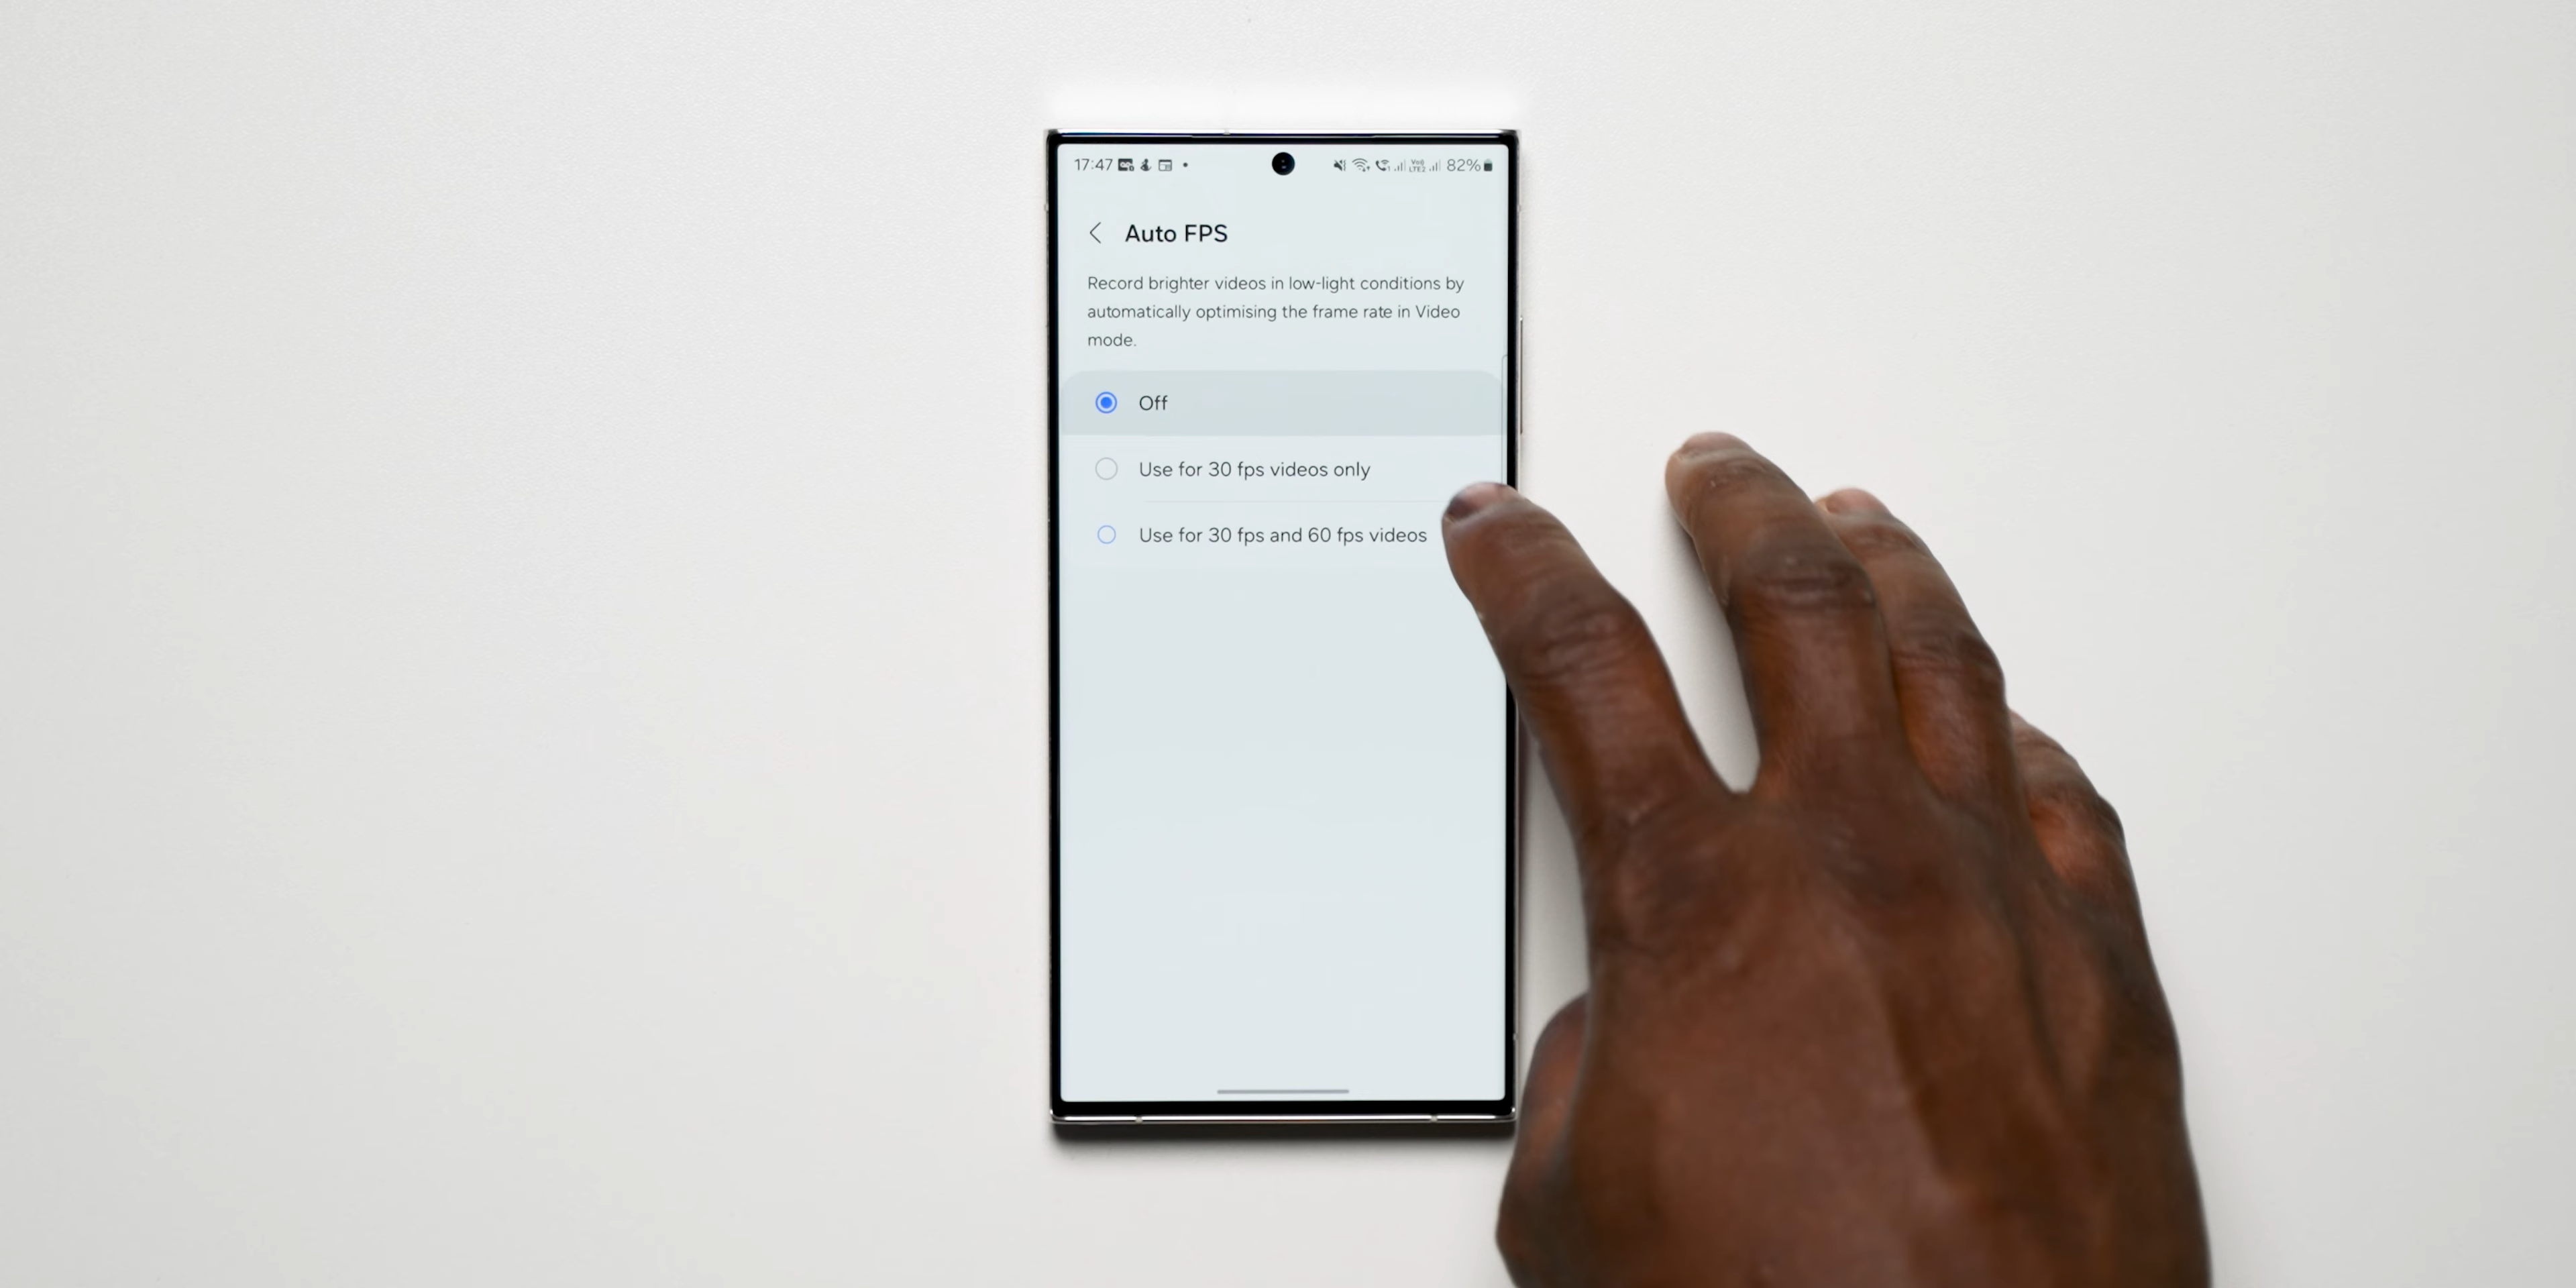 17:47 82%
Auto FPS
Record brighter videos in low-light conditions by
automatically optimising the frame rate in Video
mode.
Off
Use for 30 fps videos only
Use for 30 fps and 60 fps videos